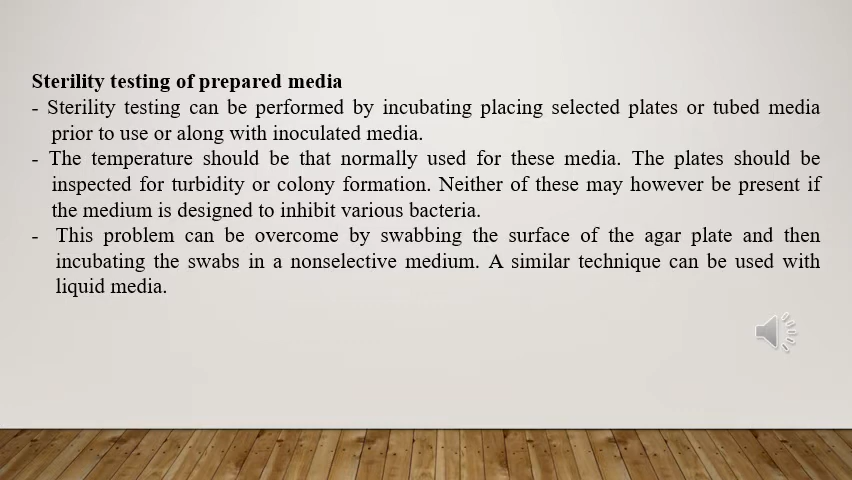 Sterility testing of prepared media
- Sterility testing can be performed by incubating placing selected plates or tubed media
prior to use or along with inoculated media.
- The temperature should be that normally used for these media. The plates should be
inspected for turbidity or colony formation. Neither of these may however be present if
the medium is designed to inhibit various bacteria.
- This problem can be overcome by swabbing the surface of the agar plate and then
incubating the swabs in a nonselective medium. A similar technique can be used with
liquid media.